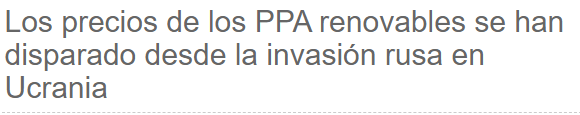 Los precios de los PPA renovables se han
disparado desde la invasión rusa en
Ucrania